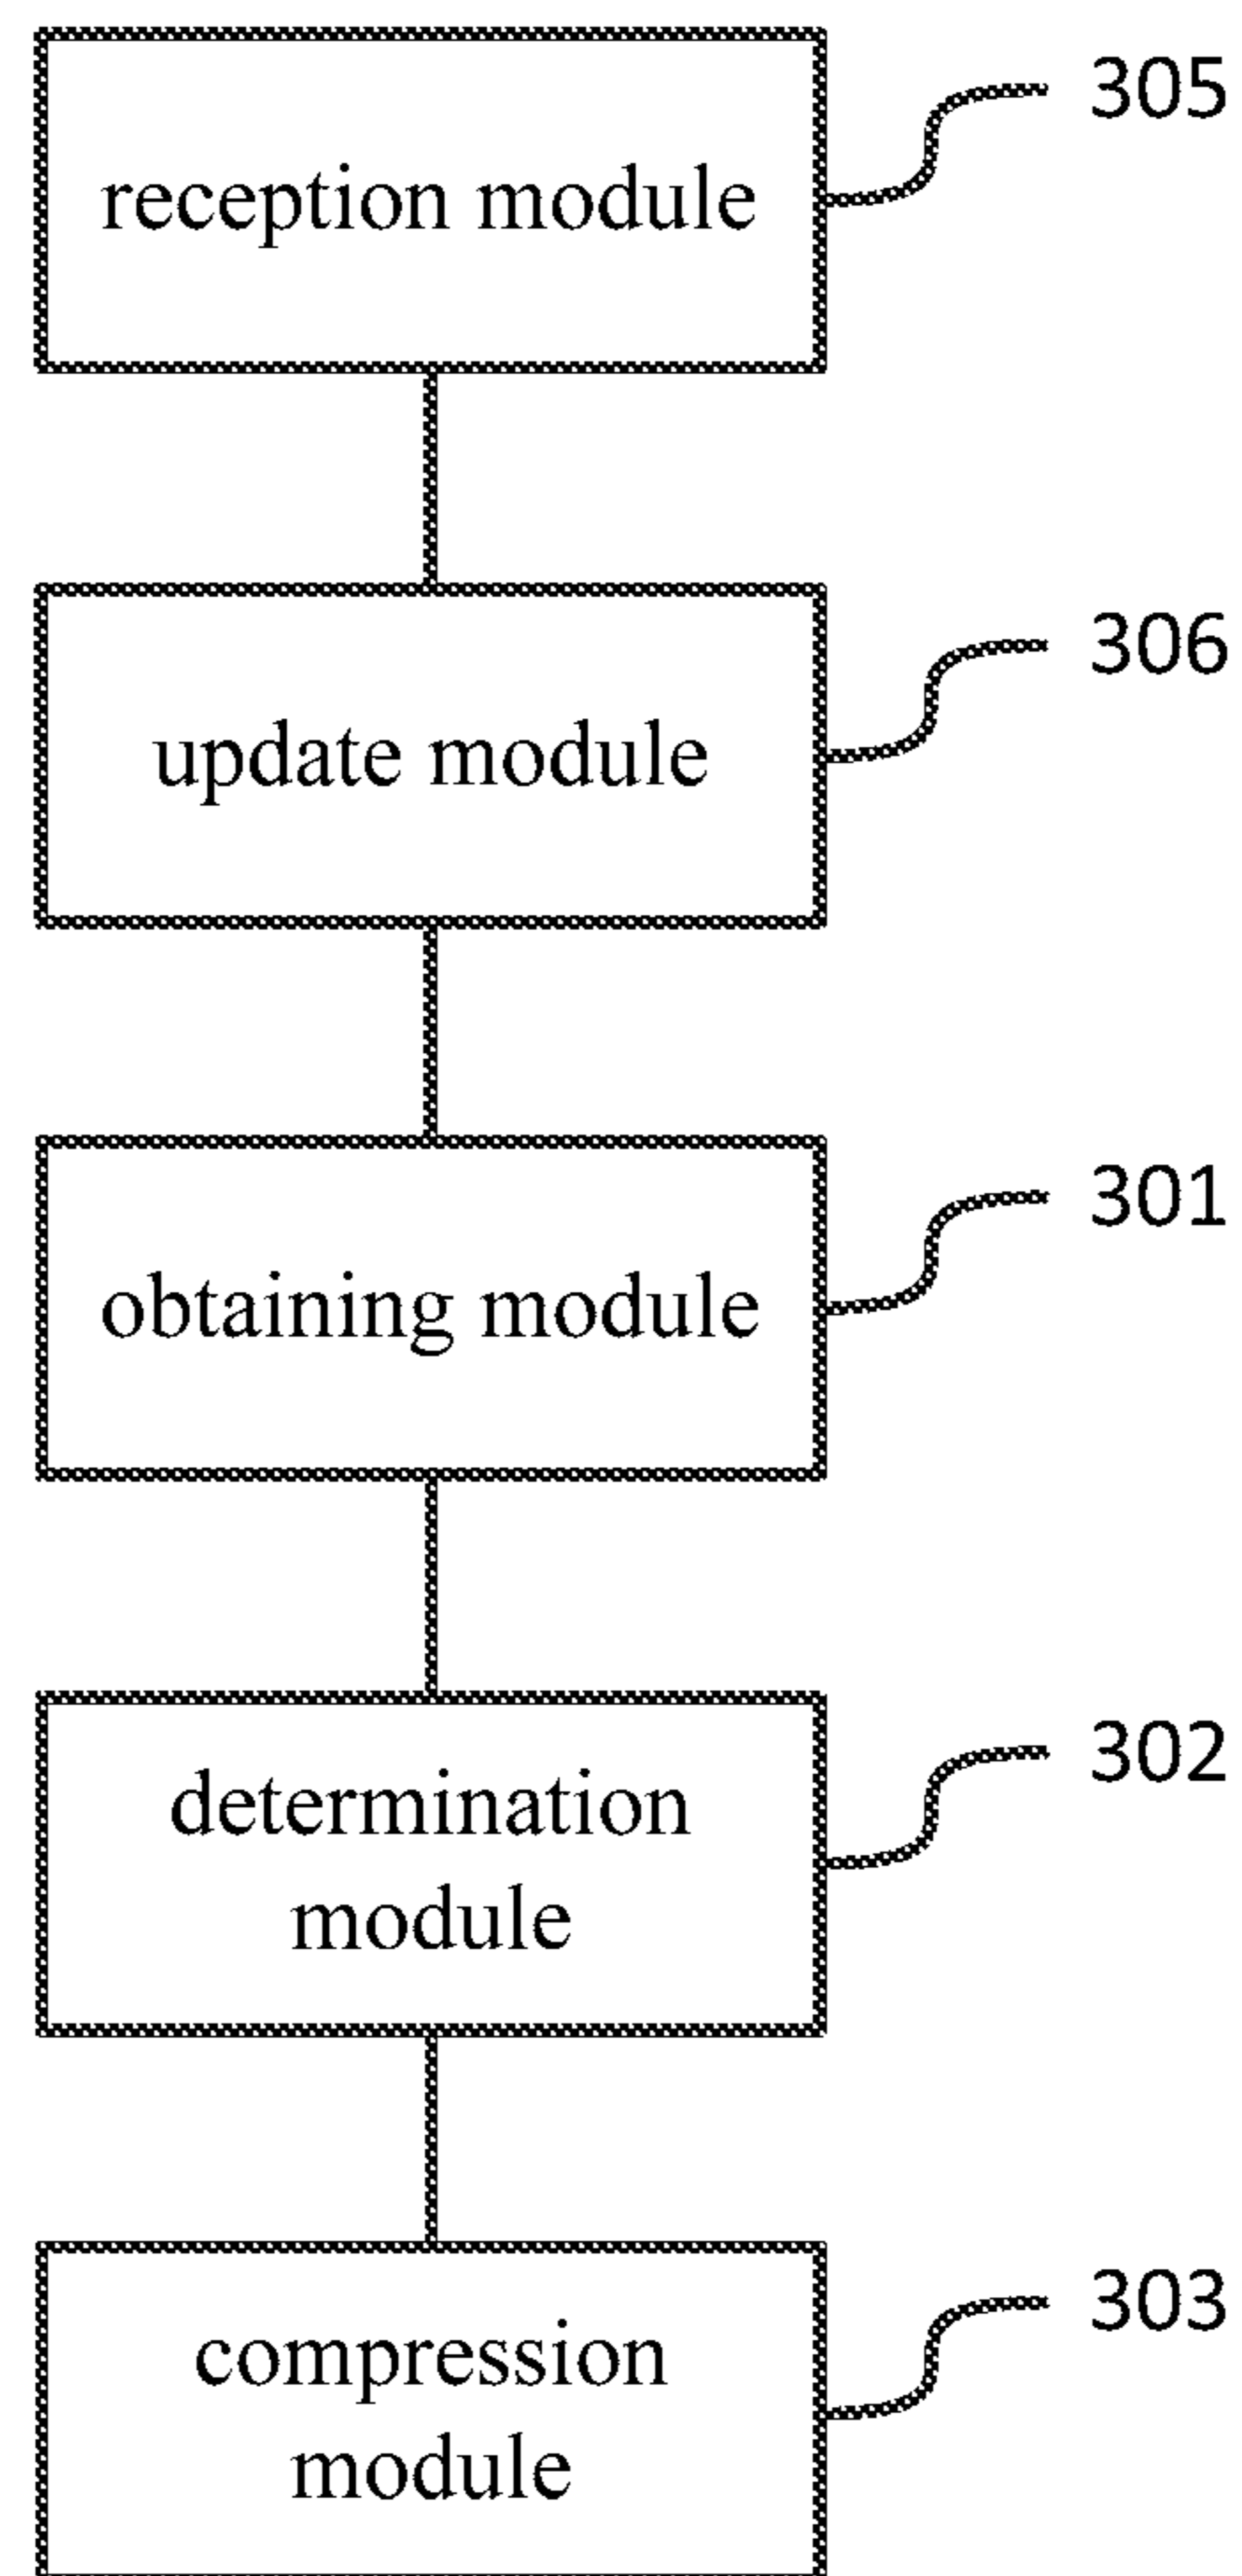 reception module
305
update module
306
obtaining module
301
determination
module
302
compression
module
303